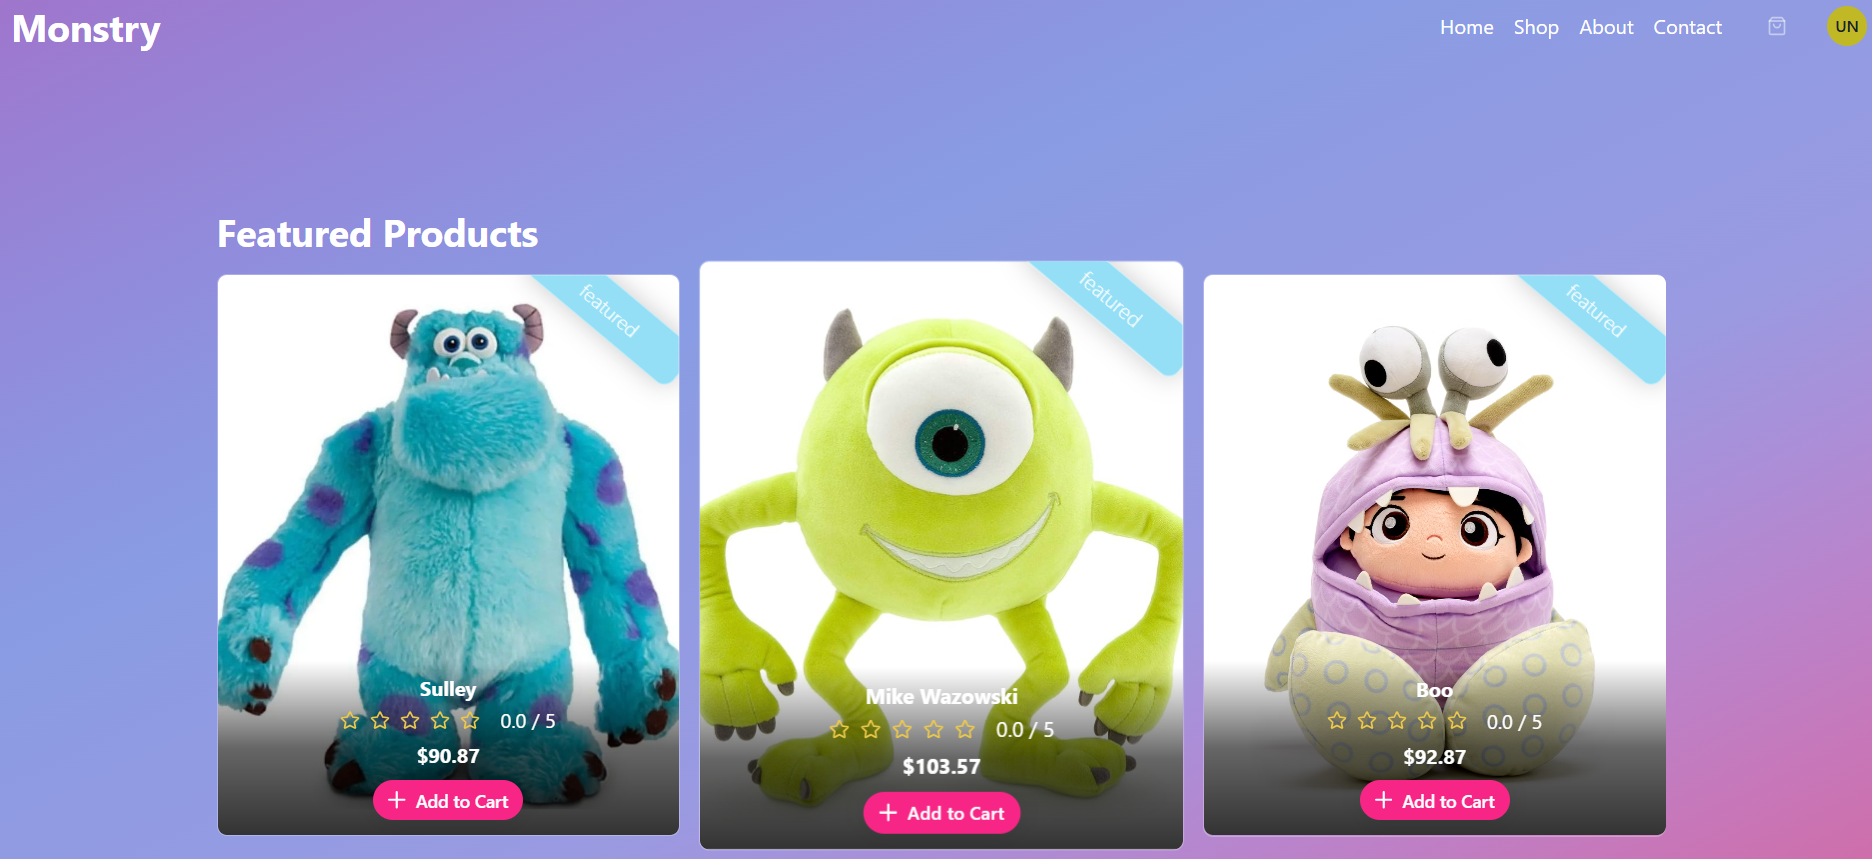 Monstry
Home Shop About Contact
UN
Featured Products
featured
Sulley
0.0 / 5
$90.87
+ Add to Cart
featured
Mike Wazowski
0.0 / 5
$103.57
+ Add to Cart
featured
Boo
0.0 / 5
$92.87
+ Add to Cart